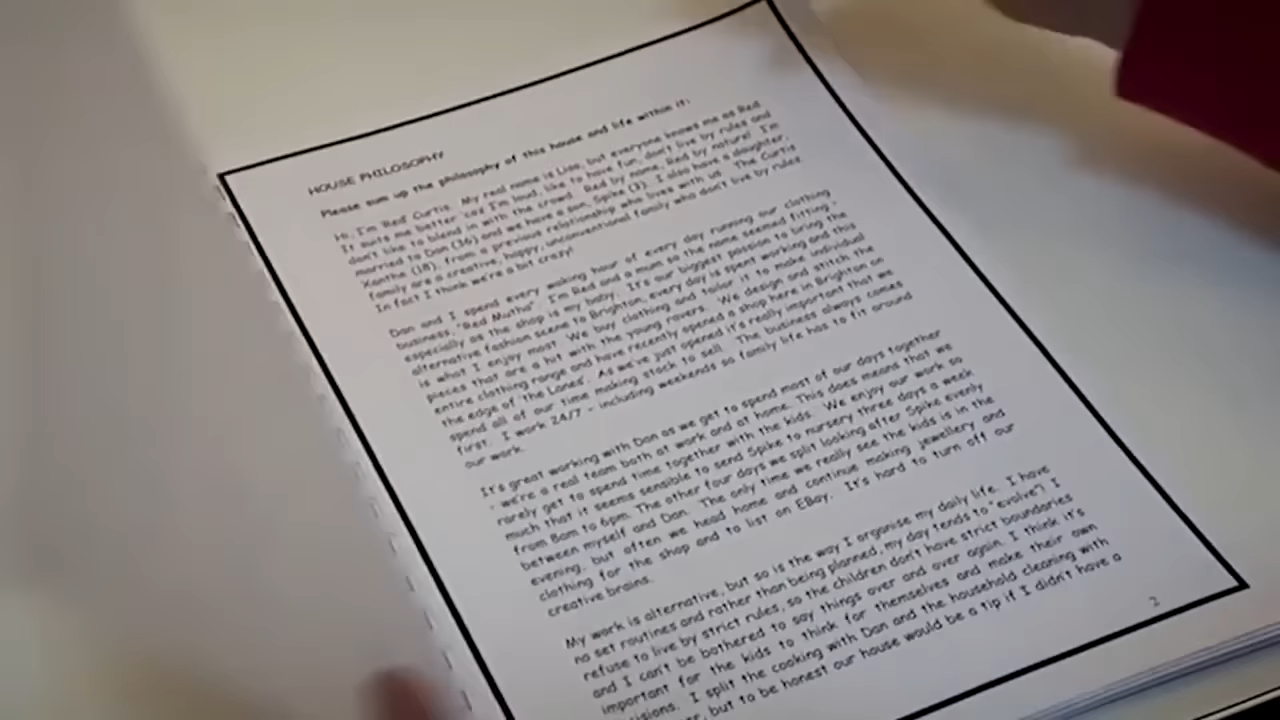 HOUSE PHILOSOPHY
Please sum up the philosophy of this house and life within it:
Hi, I'm 'Red' Curtis. My real name is Lisa, but everyone knows me as Red.
It suits me better 'coz I'm loud, like to have fun, don't live by rules and
don't like to blend in with the crowd. Red by name, Red by nature! I'm
married to Dan (36) and we have a son, Spike (3). I also have a daughter,
Xanthe (18), from a previous relationship who lives with us. The Curtis
family are a creative, happy, unconventional family who don't live by rules
In fact I think we're a bit crazy!
Dan and I spend every waking hour of every day running our clothing
business, "Red Mutha". I'm Red and a mum so the name seemed fitting -
especially as the shop is my baby. It's our biggest passion to bring the
alternative fashion scene to Brighton, every day is spent working and this
is what I enjoy most. We buy clothing and tailor it to make individual
pieces that are a hit with the young ravers. We design and stitch the
entire clothing range and have recently opened a shop here in Brighton on
the edge of 'the Lanes'. As we've just opened it's really important that we
spend all of our time making stock to sell. The business always comes
first. I work 24/7 - including weekends so family life has to fit around
our work.
It's great working with Dan as we get to spend most of our days together
- we're a real team both at work and at home. This does means that we
rarely get to spend time together with the kids. We enjoy our work so
much that it seems sensible to send Spike to nursery three days a week
from 8am to 6pm. The other four days we split looking after Spike evenly
between myself and Dan. The only time we really see the kids is in the
evening, but often we head home and continue making jewellery and
clothing for the shop and to list on EBay. It's hard to turn off our
creative brains.
My work is alternative, but so is the way I organise my daily life. I have
no set routines and rather than being planned, my day tends to "evolve"! I
refuse to live by strict rules, so the children don't have strict boundaries
and I can't be bothered to say things over and over again. I think it's
important for the kids to think for themselves and make their own
isions. I split the cooking with Dan and the household cleaning with
but to be honest our house would be a tip if I didn't have a
2